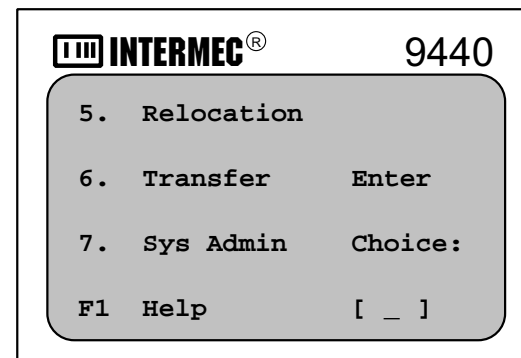 INTERMEC® 9440
5. Relocation
6. Transfer Enter
7. Sys Admin Choice:
F1 Help [ _ ]